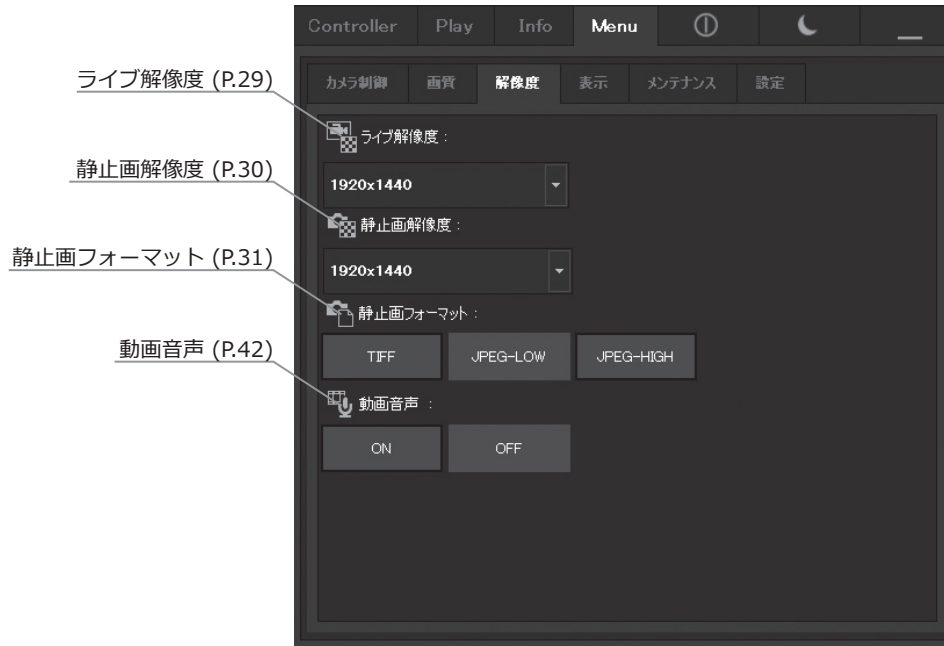 Controller Play Info Menu
カメラ制御 画質 解像度 表示 メンテナンス 設定
ライブ解像度 (P.29)
ライブ解像度 :
1920x1440
静止画解像度 (P.30)
静止画解像度 :
1920x1440
静止画フォーマット (P.31)
静止画フォーマット :
TIFF JPEG-LOW JPEG-HIGH
動画音声 (P.42)
動画音声 :
ON OFF